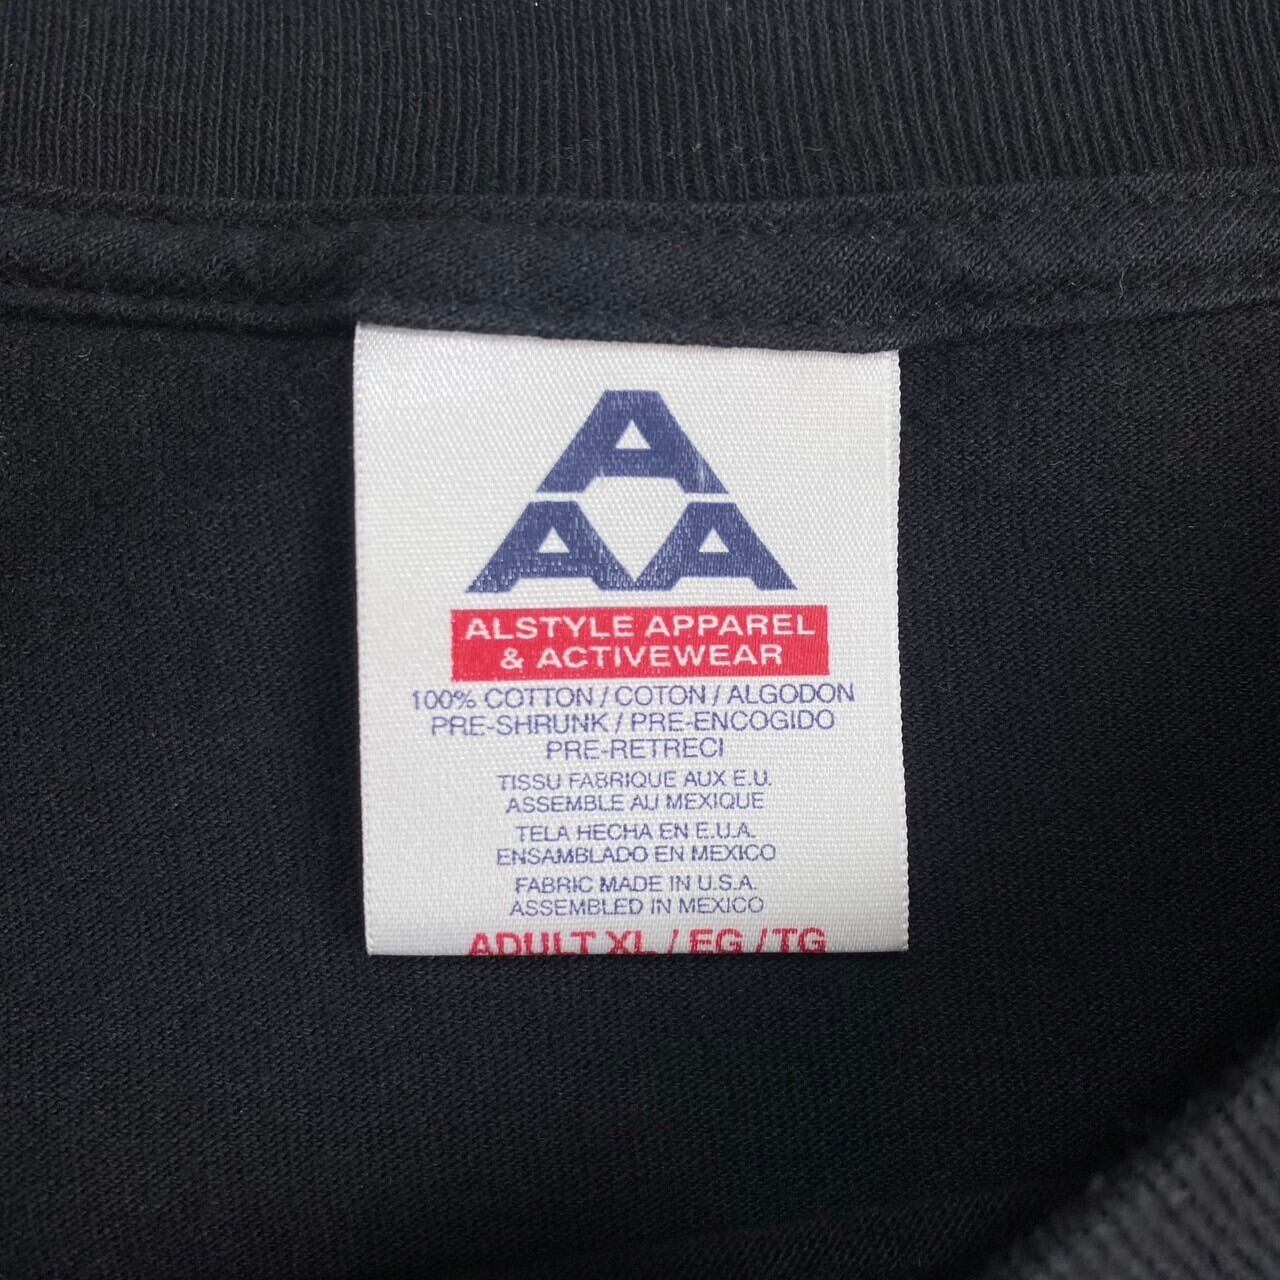 A
A A
ALSTYLE APPAREL
& ACTIVEWEAR
100% COTTON / COTON / ALGODON
PRE-SHRUNK / PRE-ENCOGIDO
PRE-RETRECI
TISSU FABRIQUE AUX E.U.
ASSEMBLE AU MEXIQUE
TELA HECHA EN E.U.A.
ENSAMBLADO EN MEXICO
FABRIC MADE IN U.S.A.
ASSEMBLED IN MEXICO
ADULT XL / EG / TG